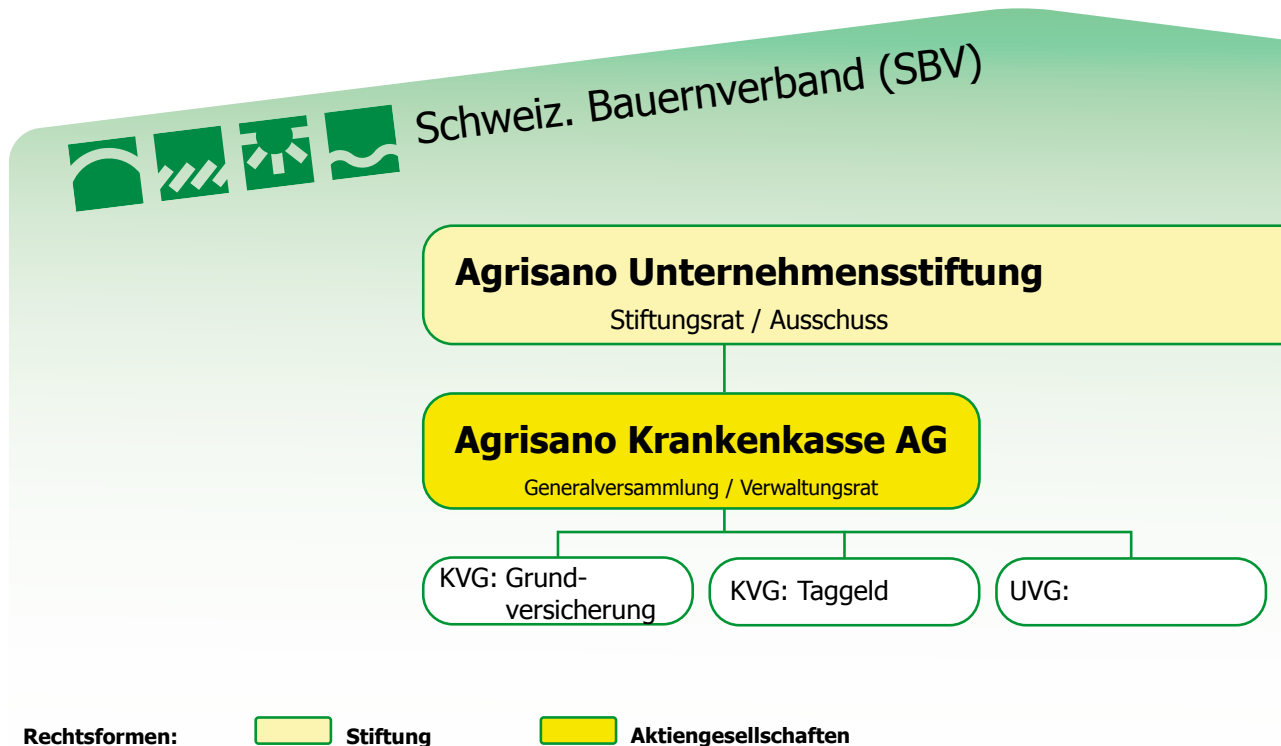 Schweiz. Bauernverband (SBV)
Agrisano Unternehmensstiftung
Stiftungsrat / Ausschuss
Agrisano Krankenkasse AG
Generalversammlung / Verwaltungsrat
KVG: Grund-
versicherung
KVG: Taggeld
UVG:
Rechtsformen: Stiftung Aktiengesellschaften